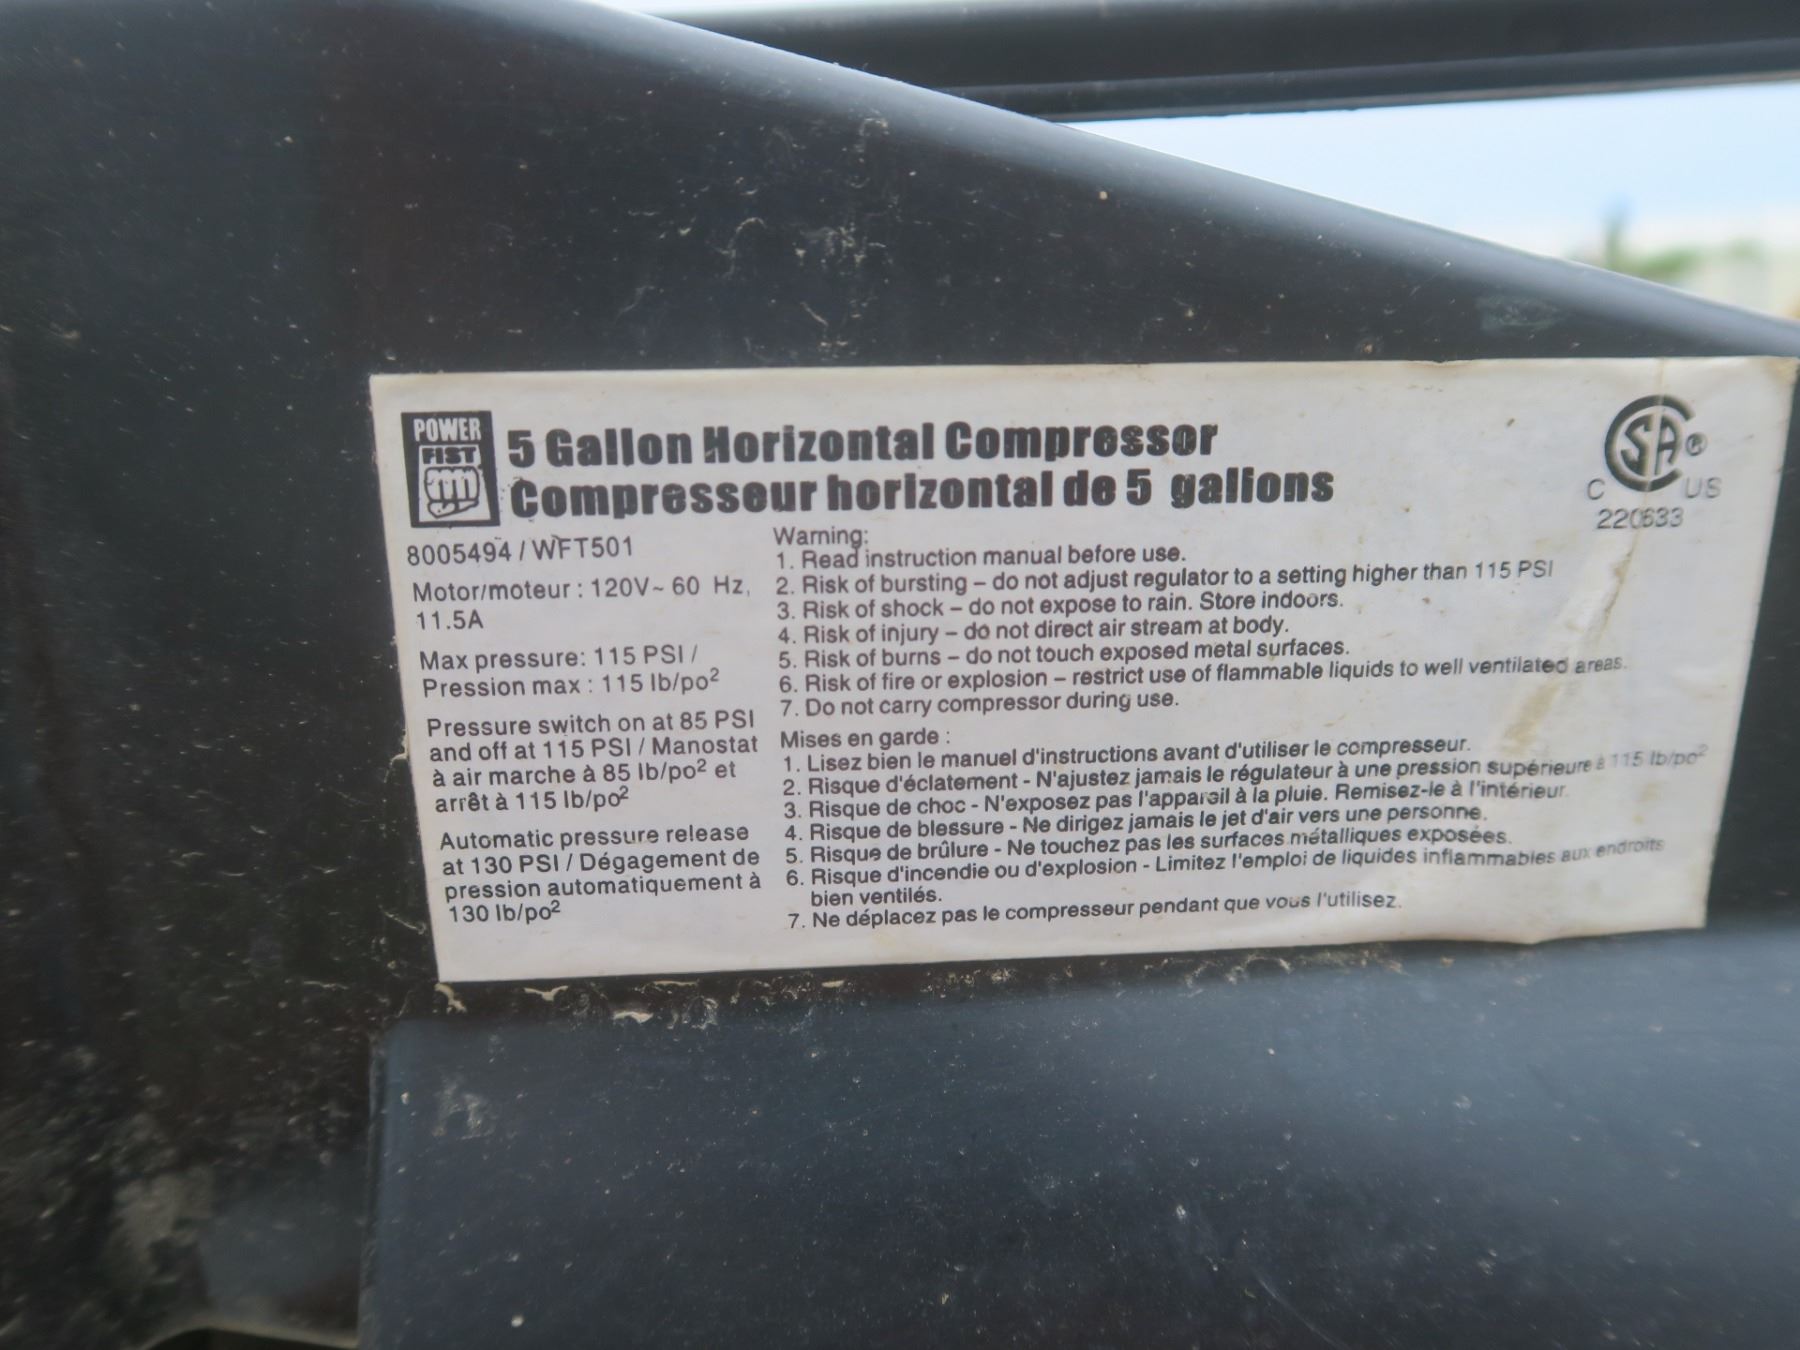 POWER
FIST
5 Gallon Horizontal Compressor
Compresseur horizontal de 5 gallons
8005494 / WFT501
Motor/moteur : 120V~ 60 Hz,
11.5A
Max pressure: 115 PSI /
Pression max : 115 lb/po²
Pressure switch on at 85 PSI
and off at 115 PSI / Manostat
à air marche à 85 lb/po² et
arrêt à 115 lb/po²
Automatic pressure release
at 130 PSI / Dégagement de
pression automatiquement à
130 lb/po²
Warning:
1. Read instruction manual before use.
2. Risk of bursting – do not adjust regulator to a setting higher than 115 PSI
3. Risk of shock – do not expose to rain. Store indoors.
4. Risk of injury – do not direct air stream at body.
5. Risk of burns – do not touch exposed metal surfaces.
6. Risk of fire or explosion – restrict use of flammable liquids to well ventilated areas.
7. Do not carry compressor during use.
Mises en garde :
1. Lisez bien le manuel d'instructions avant d'utiliser le compresseur.
2. Risque d'éclatement - N'ajustez jamais le régulateur à une pression supérieure à 115 lb/po²
3. Risque de choc - N'exposez pas l'appareil à la pluie. Remisez-le à l'intérieur.
4. Risque de blessure - Ne dirigez jamais le jet d'air vers une personne.
5. Risque de brûlure - Ne touchez pas les surfaces métalliques exposées.
6. Risque d'incendie ou d'explosion - Limitez l'emploi de liquides inflammables aux endroits
bien ventilés.
7. Ne déplacez pas le compresseur pendant que vous l'utilisez.
SA®
C US
220633